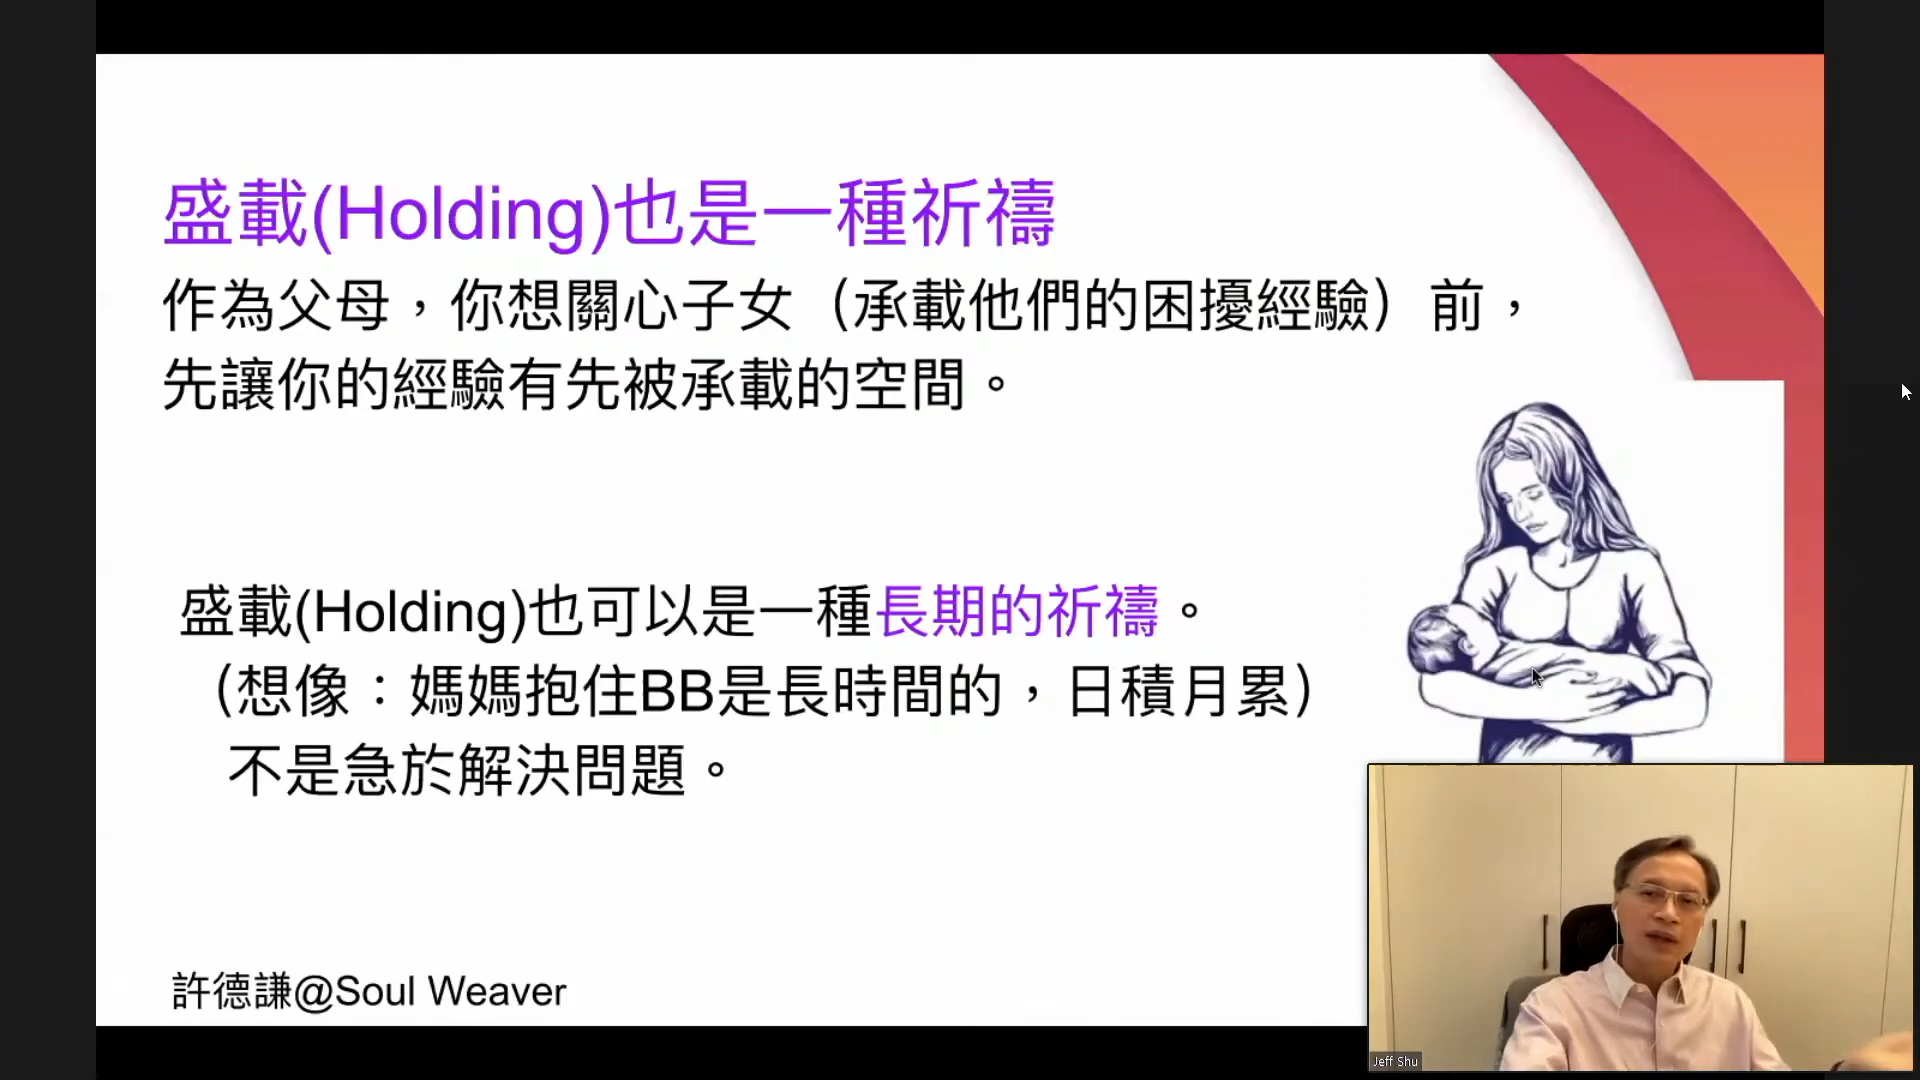 盛載(Holding)也是一種祈禱
作為父母，你想關心子女（承載他們的困擾經驗）前，
先讓你的經驗有先被承載的空間。
盛載(Holding)也可以是一種長期的祈禱。
（想像：媽媽抱住BB是長時間的，日積月累）
不是急於解決問題。
許德謙@Soul Weaver
Jeff Shu